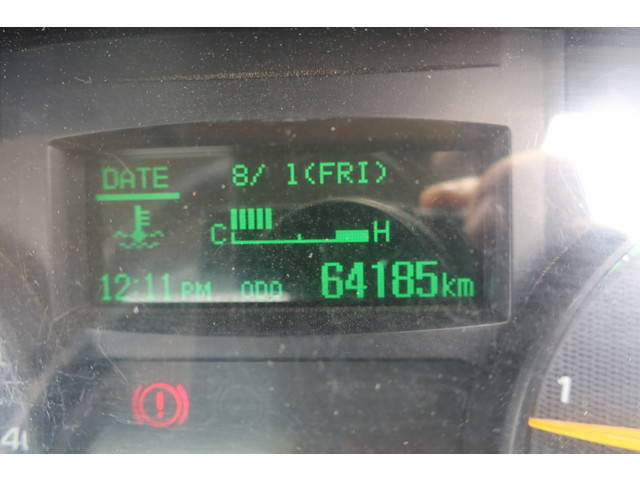 DATE 8/ 1(FRI)
C H
12:11 PM ODO 64185km
1